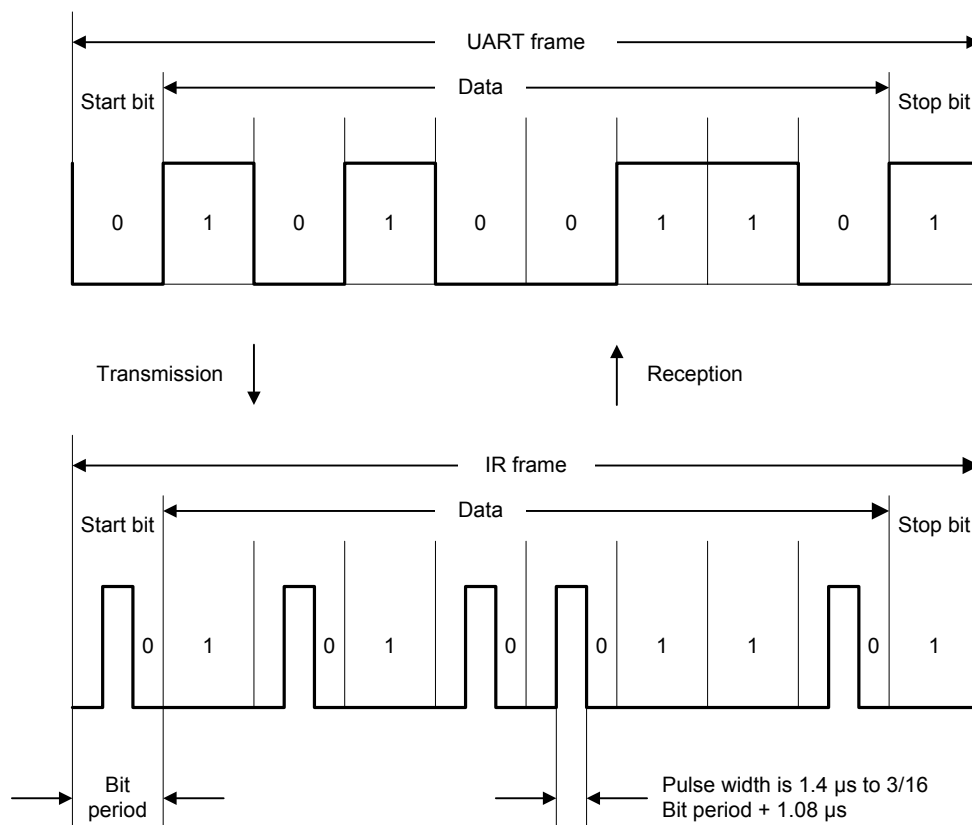 UART frame
Data
Start bit
Stop bit
0 1 0 1 0 0 1 1 0 1
Transmission
Reception
IR frame
Data
Start bit
Stop bit
0 1 0 1 0 0 1 1 0 1
Bit period
Pulse width is 1.4 µs to 3/16
Bit period + 1.08 µs